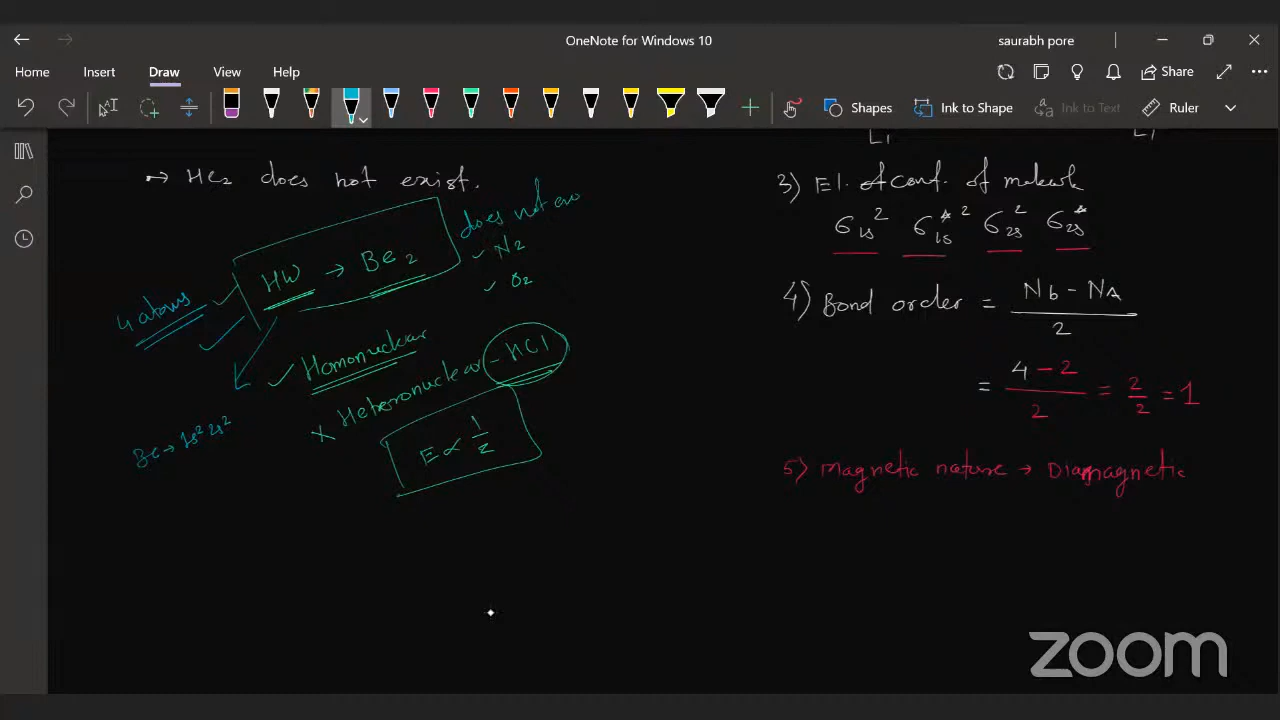 OneNote for Windows 10
saurabh pore
Home Insert Draw View Help
Share
Shapes
Ink to Shape
Ink to Text
Ruler
→ He2 does not exist.
HW → Be2
does not
N2
O2
4 atoms
Homonuclear
x Heteronuclear - HCl
E ∝ 1/Z
Be → 1s² 2s²
Li
3) El. conf. of
σ1s² σ*1s² σ2s² σ2s*
4) Bond order = Nb - NA / 2
= 4 - 2 / 2 = 2/2 = 1
5) Magnetic nature → Diamagnetic
zoom